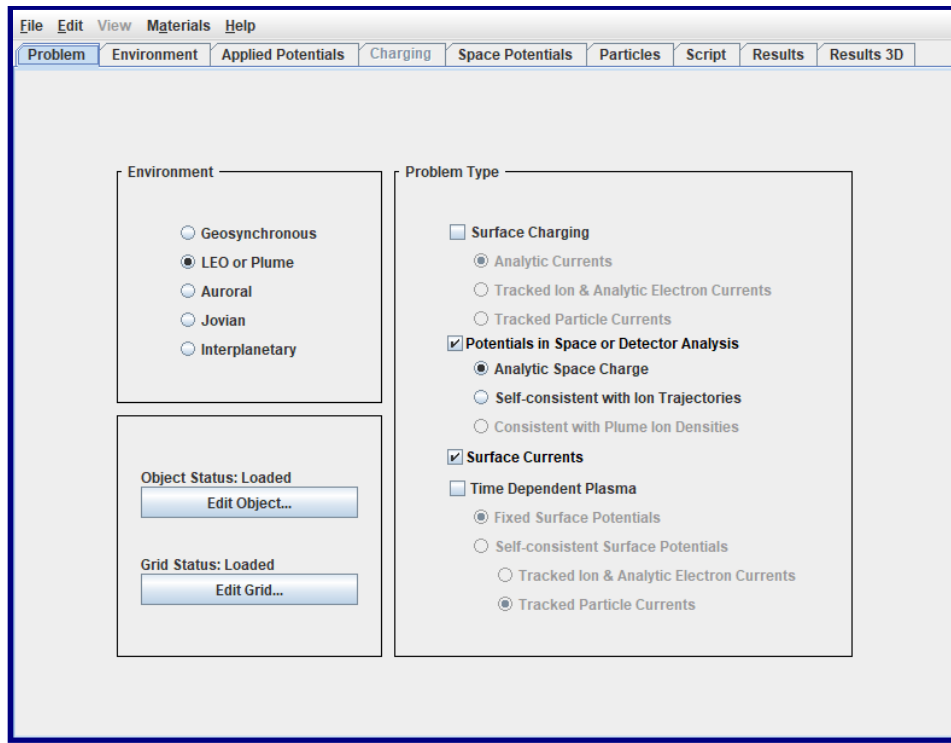 File Edit View Materials Help
Problem Environment Applied Potentials Charging Space Potentials Particles Script Results Results 3D
Environment
Geosynchronous
LEO or Plume
Auroral
Jovian
Interplanetary
Object Status: Loaded
Edit Object...
Grid Status: Loaded
Edit Grid...
Problem Type
Surface Charging
Analytic Currents
Tracked Ion & Analytic Electron Currents
Tracked Particle Currents
Potentials in Space or Detector Analysis
Analytic Space Charge
Self-consistent with Ion Trajectories
Consistent with Plume Ion Densities
Surface Currents
Time Dependent Plasma
Fixed Surface Potentials
Self-consistent Surface Potentials
Tracked Ion & Analytic Electron Currents
Tracked Particle Currents